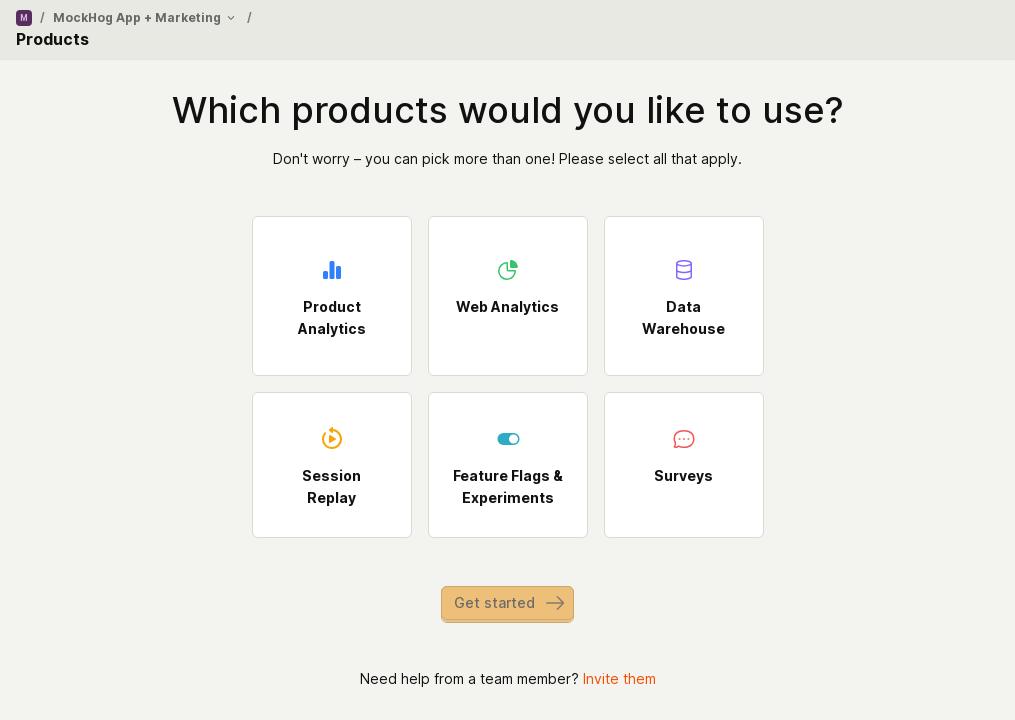 M / MockHog App + Marketing /
Products
Which products would you like to use?
Don't worry – you can pick more than one! Please select all that apply.
Product
Analytics
Web Analytics
Data
Warehouse
Session
Replay
Feature Flags &
Experiments
Surveys
Get started
Need help from a team member? Invite them